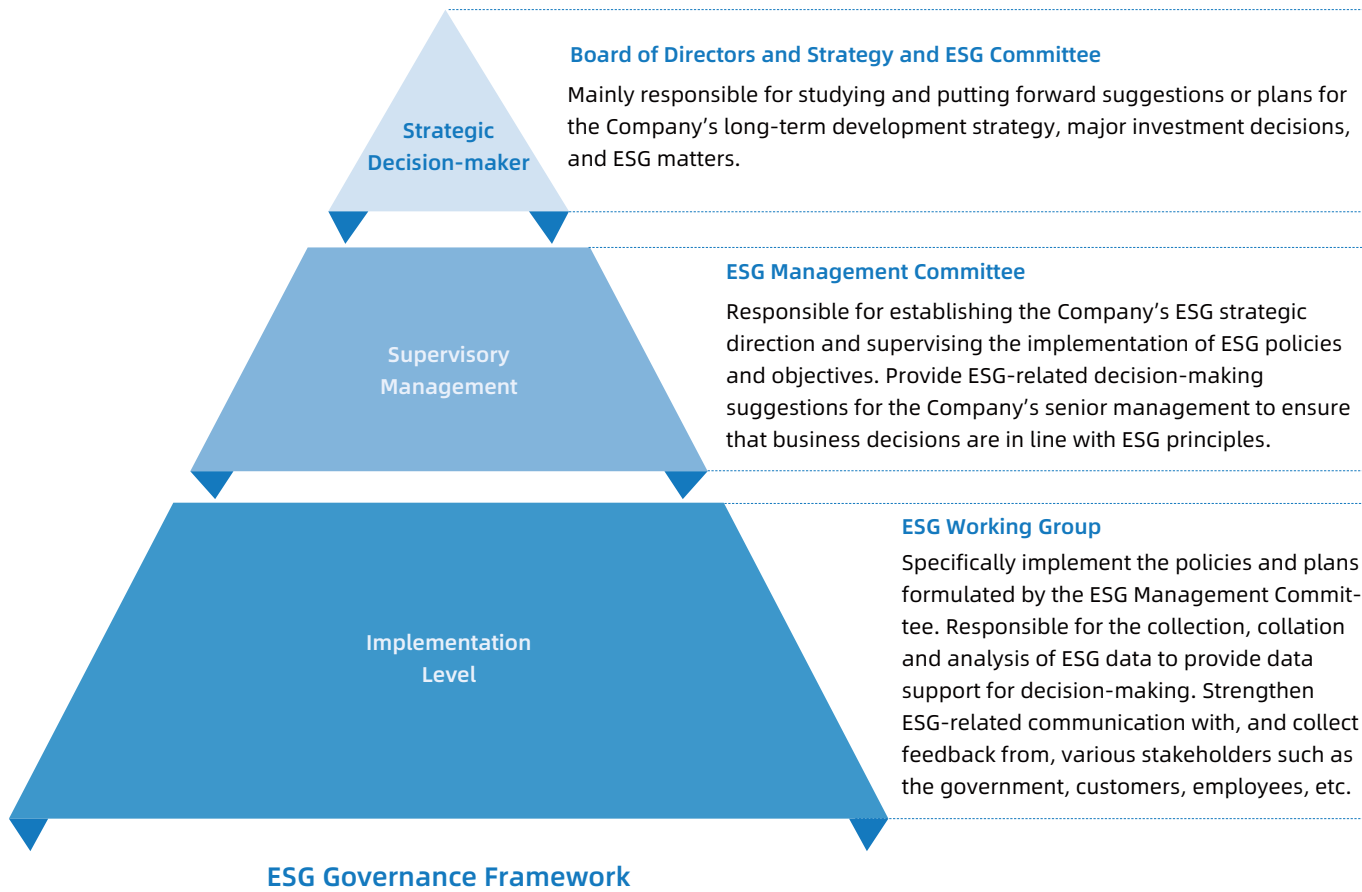 Strategic
Decision-maker
Board of Directors and Strategy and ESG Committee
Mainly responsible for studying and putting forward suggestions or plans for
the Company's long-term development strategy, major investment decisions,
and ESG matters.
Supervisory
Management
ESG Management Committee
Responsible for establishing the Company's ESG strategic
direction and supervising the implementation of ESG policies
and objectives. Provide ESG-related decision-making
suggestions for the Company's senior management to ensure
that business decisions are in line with ESG principles.
Implementation
Level
ESG Working Group
Specifically implement the policies and plans
formulated by the ESG Management Commit-
tee. Responsible for the collection, collation
and analysis of ESG data to provide data
support for decision-making. Strengthen
ESG-related communication with, and collect
feedback from, various stakeholders such as
the government, customers, employees, etc.
ESG Governance Framework